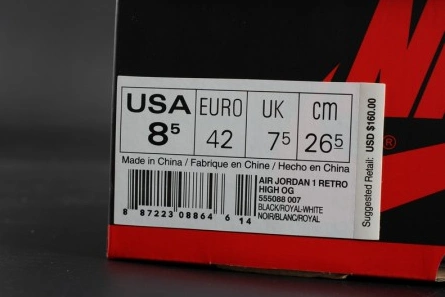 USA EURO UK cm
8⁵ 42 7⁵ 26⁵
Made in China / Fabrique en Chine / Hecho en China
AIR JORDAN 1 RETRO
HIGH OG
555088 007
BLACK/ROYAL-WHITE
NOIR/BLANC/ROYAL
8 87223 08864 6 14
Suggested Retail: USD $160.00
®